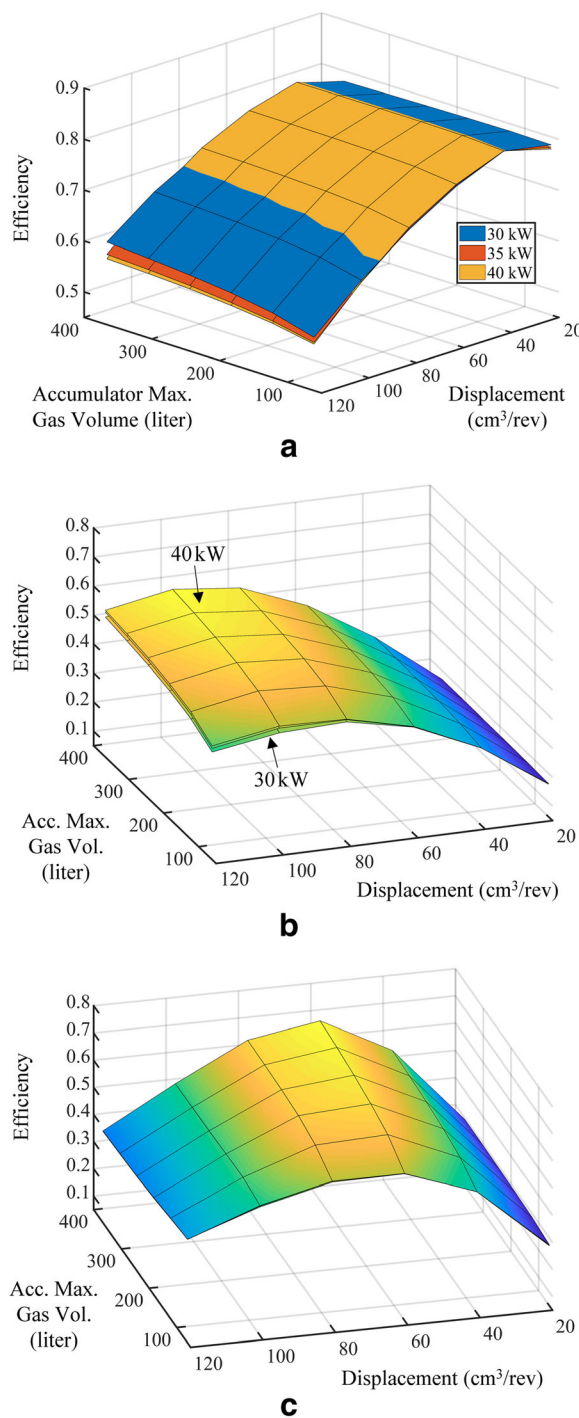 0.9
0.8
0.7
0.6
0.5
Efficiency
400
300
200
100
Accumulator Max.
Gas Volume (liter)
120
100
80
60
40
20
Displacement
(cm³/rev)
30 kW
35 kW
40 kW
a
0.8
0.7
0.6
0.5
0.4
0.3
0.2
0.1
Efficiency
40 kW
30 kW
400
300
200
100
Acc. Max.
Gas Vol.
(liter)
120
100
80
60
40
20
Displacement (cm³/rev)
b
0.8
0.7
0.6
0.5
0.4
0.3
0.2
0.1
Efficiency
400
300
200
100
Acc. Max.
Gas Vol.
(liter)
120
100
80
60
40
20
Displacement (cm³/rev)
c